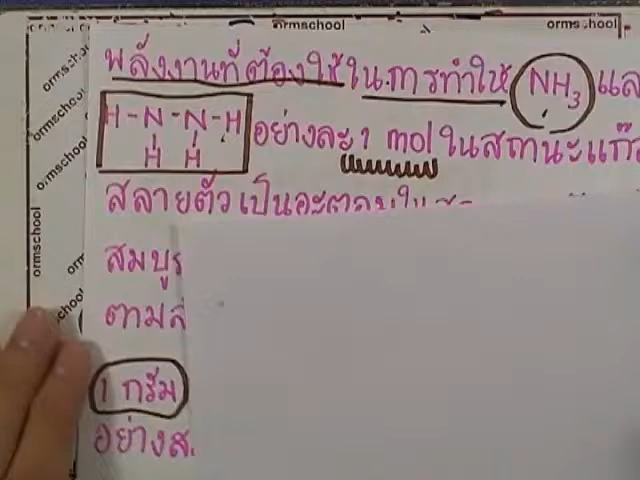 ormschool ormschool
ormschool
ormschool
ormschool
ormschool
พลังงานที่ต้องใช้ในการทำให้ NH3 แล
H-N-N-H อย่างละ 1 mol ในสถานะแก๊ส
H H
สลายตัวเป็นอะตอม
สมบูร
ตามลำ
1 กรัม
อย่างส